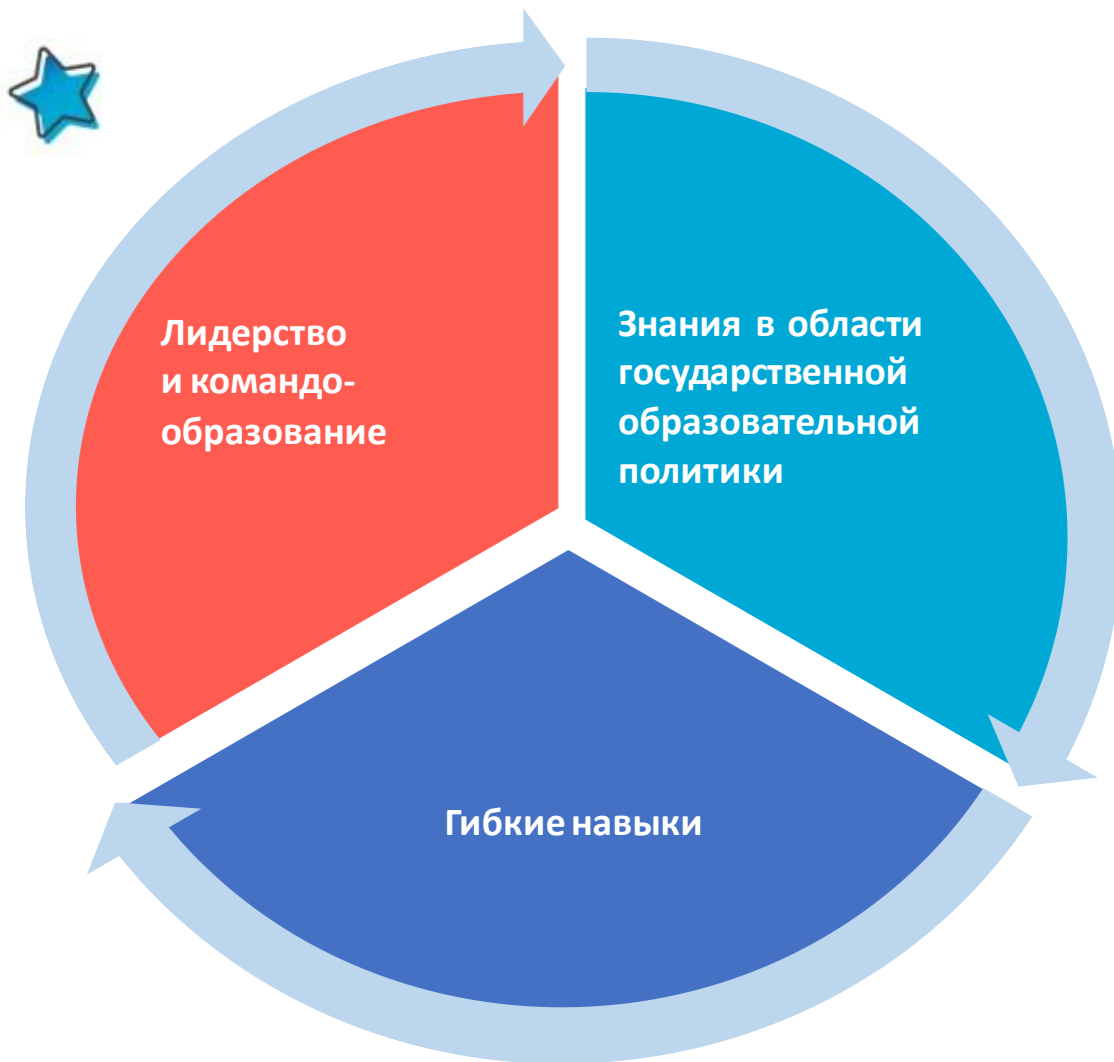 Лидерство
и командо-
образование
Знания в области
государственной
образовательной
политики
Гибкие навыки